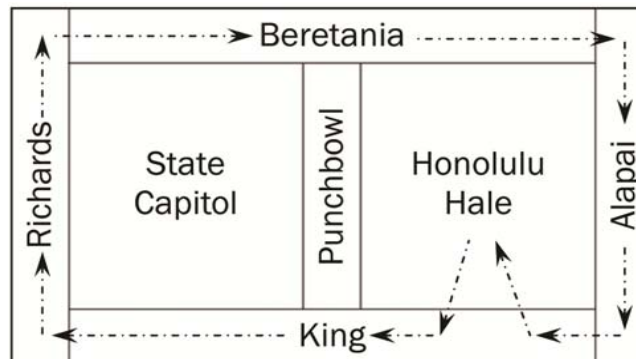 Beretania
Richards
State
Capitol
Punchbowl
Honolulu
Hale
Alapai
King